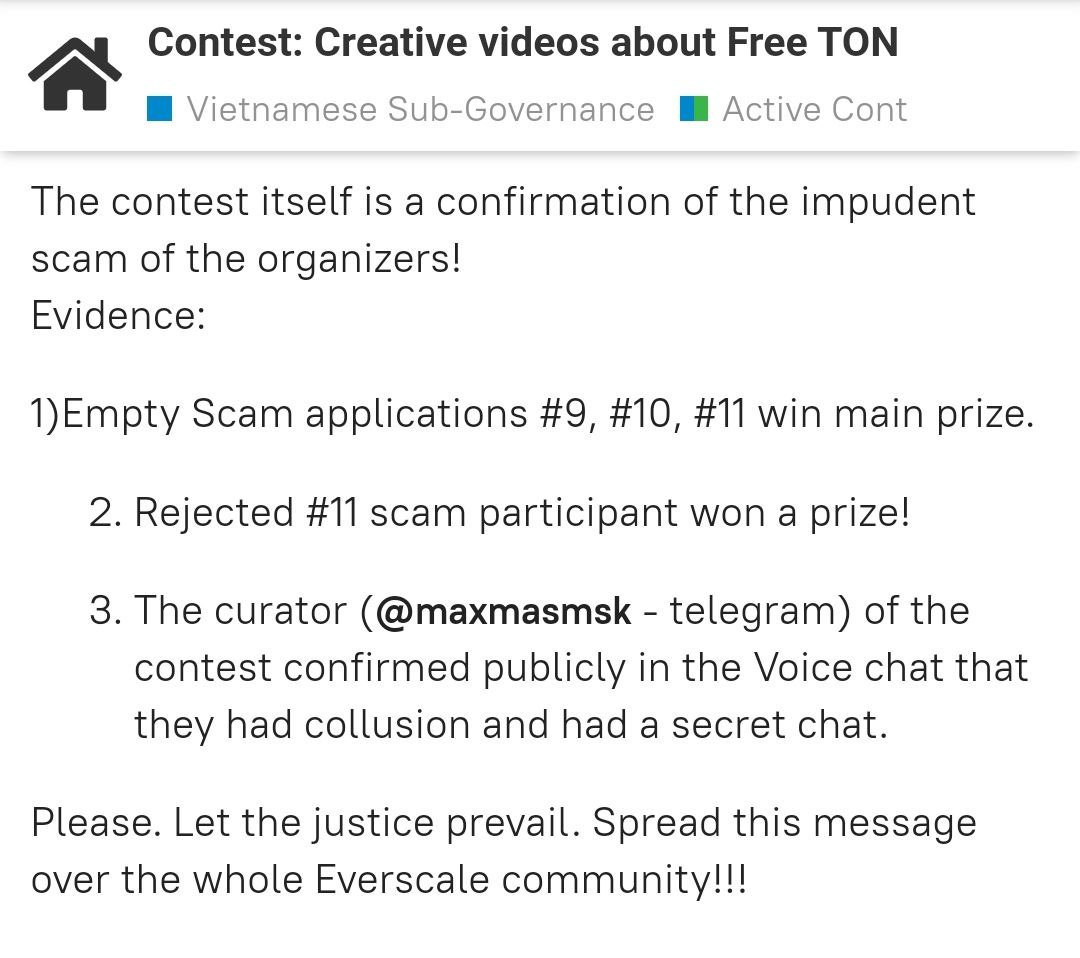 Contest: Creative videos about Free TON
Vietnamese Sub-Governance Active Cont
The contest itself is a confirmation of the impudent
scam of the organizers!
Evidence:
1)Empty Scam applications #9, #10, #11 win main prize.
2. Rejected #11 scam participant won a prize!
3. The curator (@maxmasmsk - telegram) of the
contest confirmed publicly in the Voice chat that
they had collusion and had a secret chat.
Please. Let the justice prevail. Spread this message
over the whole Everscale community!!!